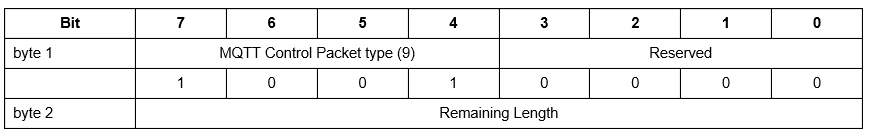 Bit 7 6 5 4 3 2 1 0
byte 1 MQTT Control Packet type (9) Reserved
1 0 0 1 0 0 0 0
byte 2 Remaining Length